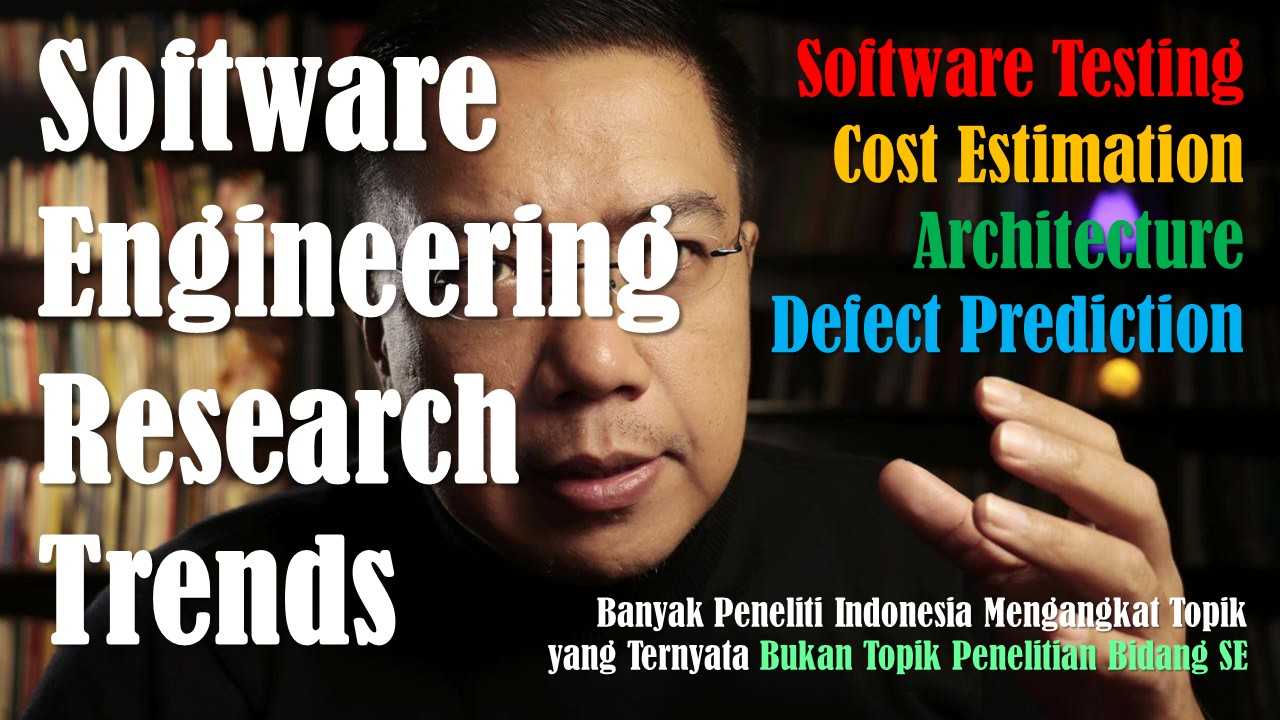 Software
Engineering
Research
Trends
Software Testing
Cost Estimation
Architecture
Defect Prediction
Banyak Peneliti Indonesia Mengangkat Topik
yang Ternyata Bukan Topik Penelitian Bidang SE